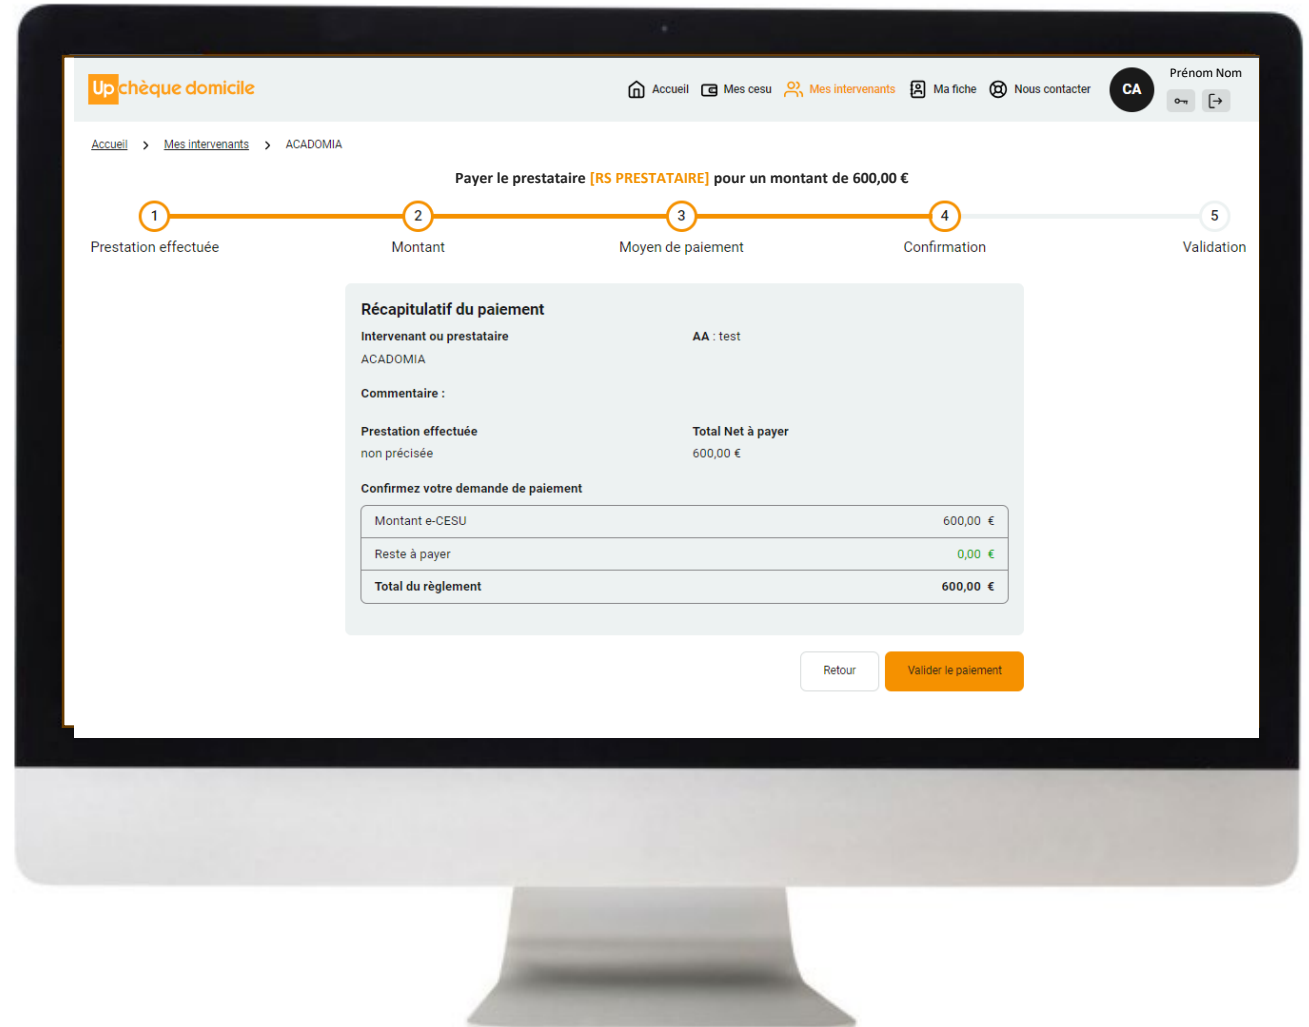 Up chèque domicile
Accueil Mes cesu Mes intervenants Ma fiche Nous contacter CA Prénom Nom
Accueil > Mes intervenants > ACADOMIA
Payer le prestataire [RS PRESTATAIRE] pour un montant de 600,00 €
1 2 3 4 5
Prestation effectuée Montant Moyen de paiement Confirmation Validation
Récapitulatif du paiement
Intervenant ou prestataire AA : test
ACADOMIA
Commentaire :
Prestation effectuée Total Net à payer
non précisée 600,00 €
Confirmez votre demande de paiement
Montant e-CESU 600,00 €
Reste à payer 0,00 €
Total du règlement 600,00 €
Retour Valider le paiement